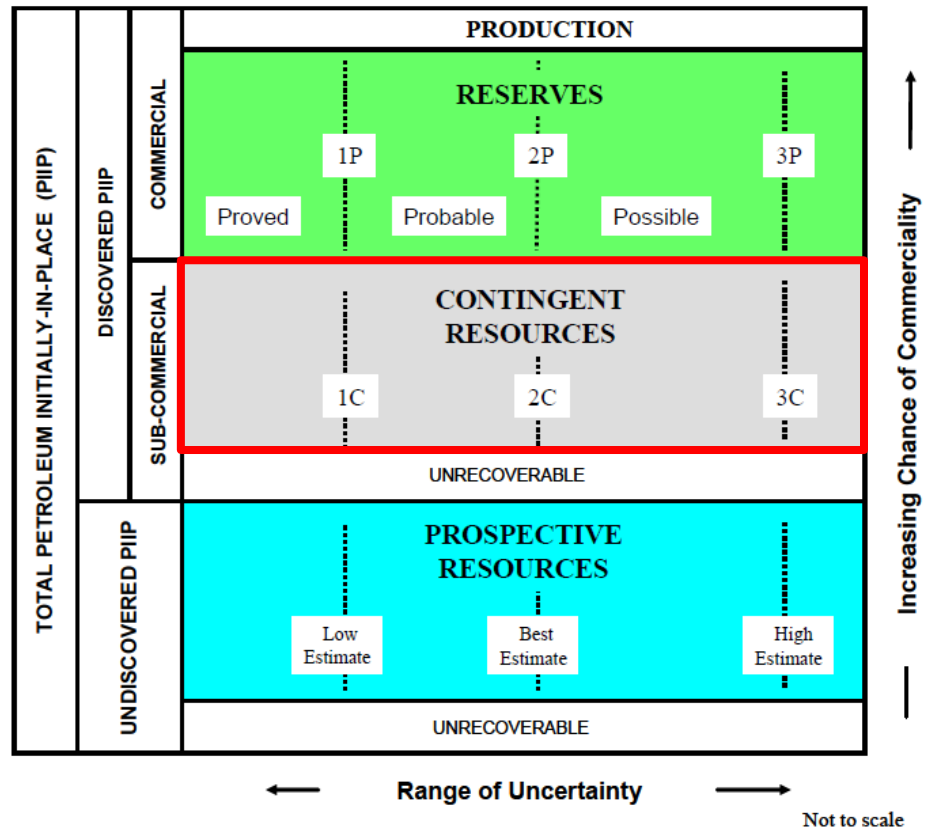 PRODUCTION
TOTAL PETROLEUM INITIALLY-IN-PLACE (PIIP)
DISCOVERED PIIP
COMMERCIAL
RESERVES
1P
2P
3P
Proved
Probable
Possible
SUB-COMMERCIAL
CONTINGENT
RESOURCES
1C
2C
3C
UNRECOVERABLE
UNDISCOVERED PIIP
PROSPECTIVE
RESOURCES
Low
Estimate
Best
Estimate
High
Estimate
UNRECOVERABLE
Increasing Chance of Commerciality
Range of Uncertainty
Not to scale